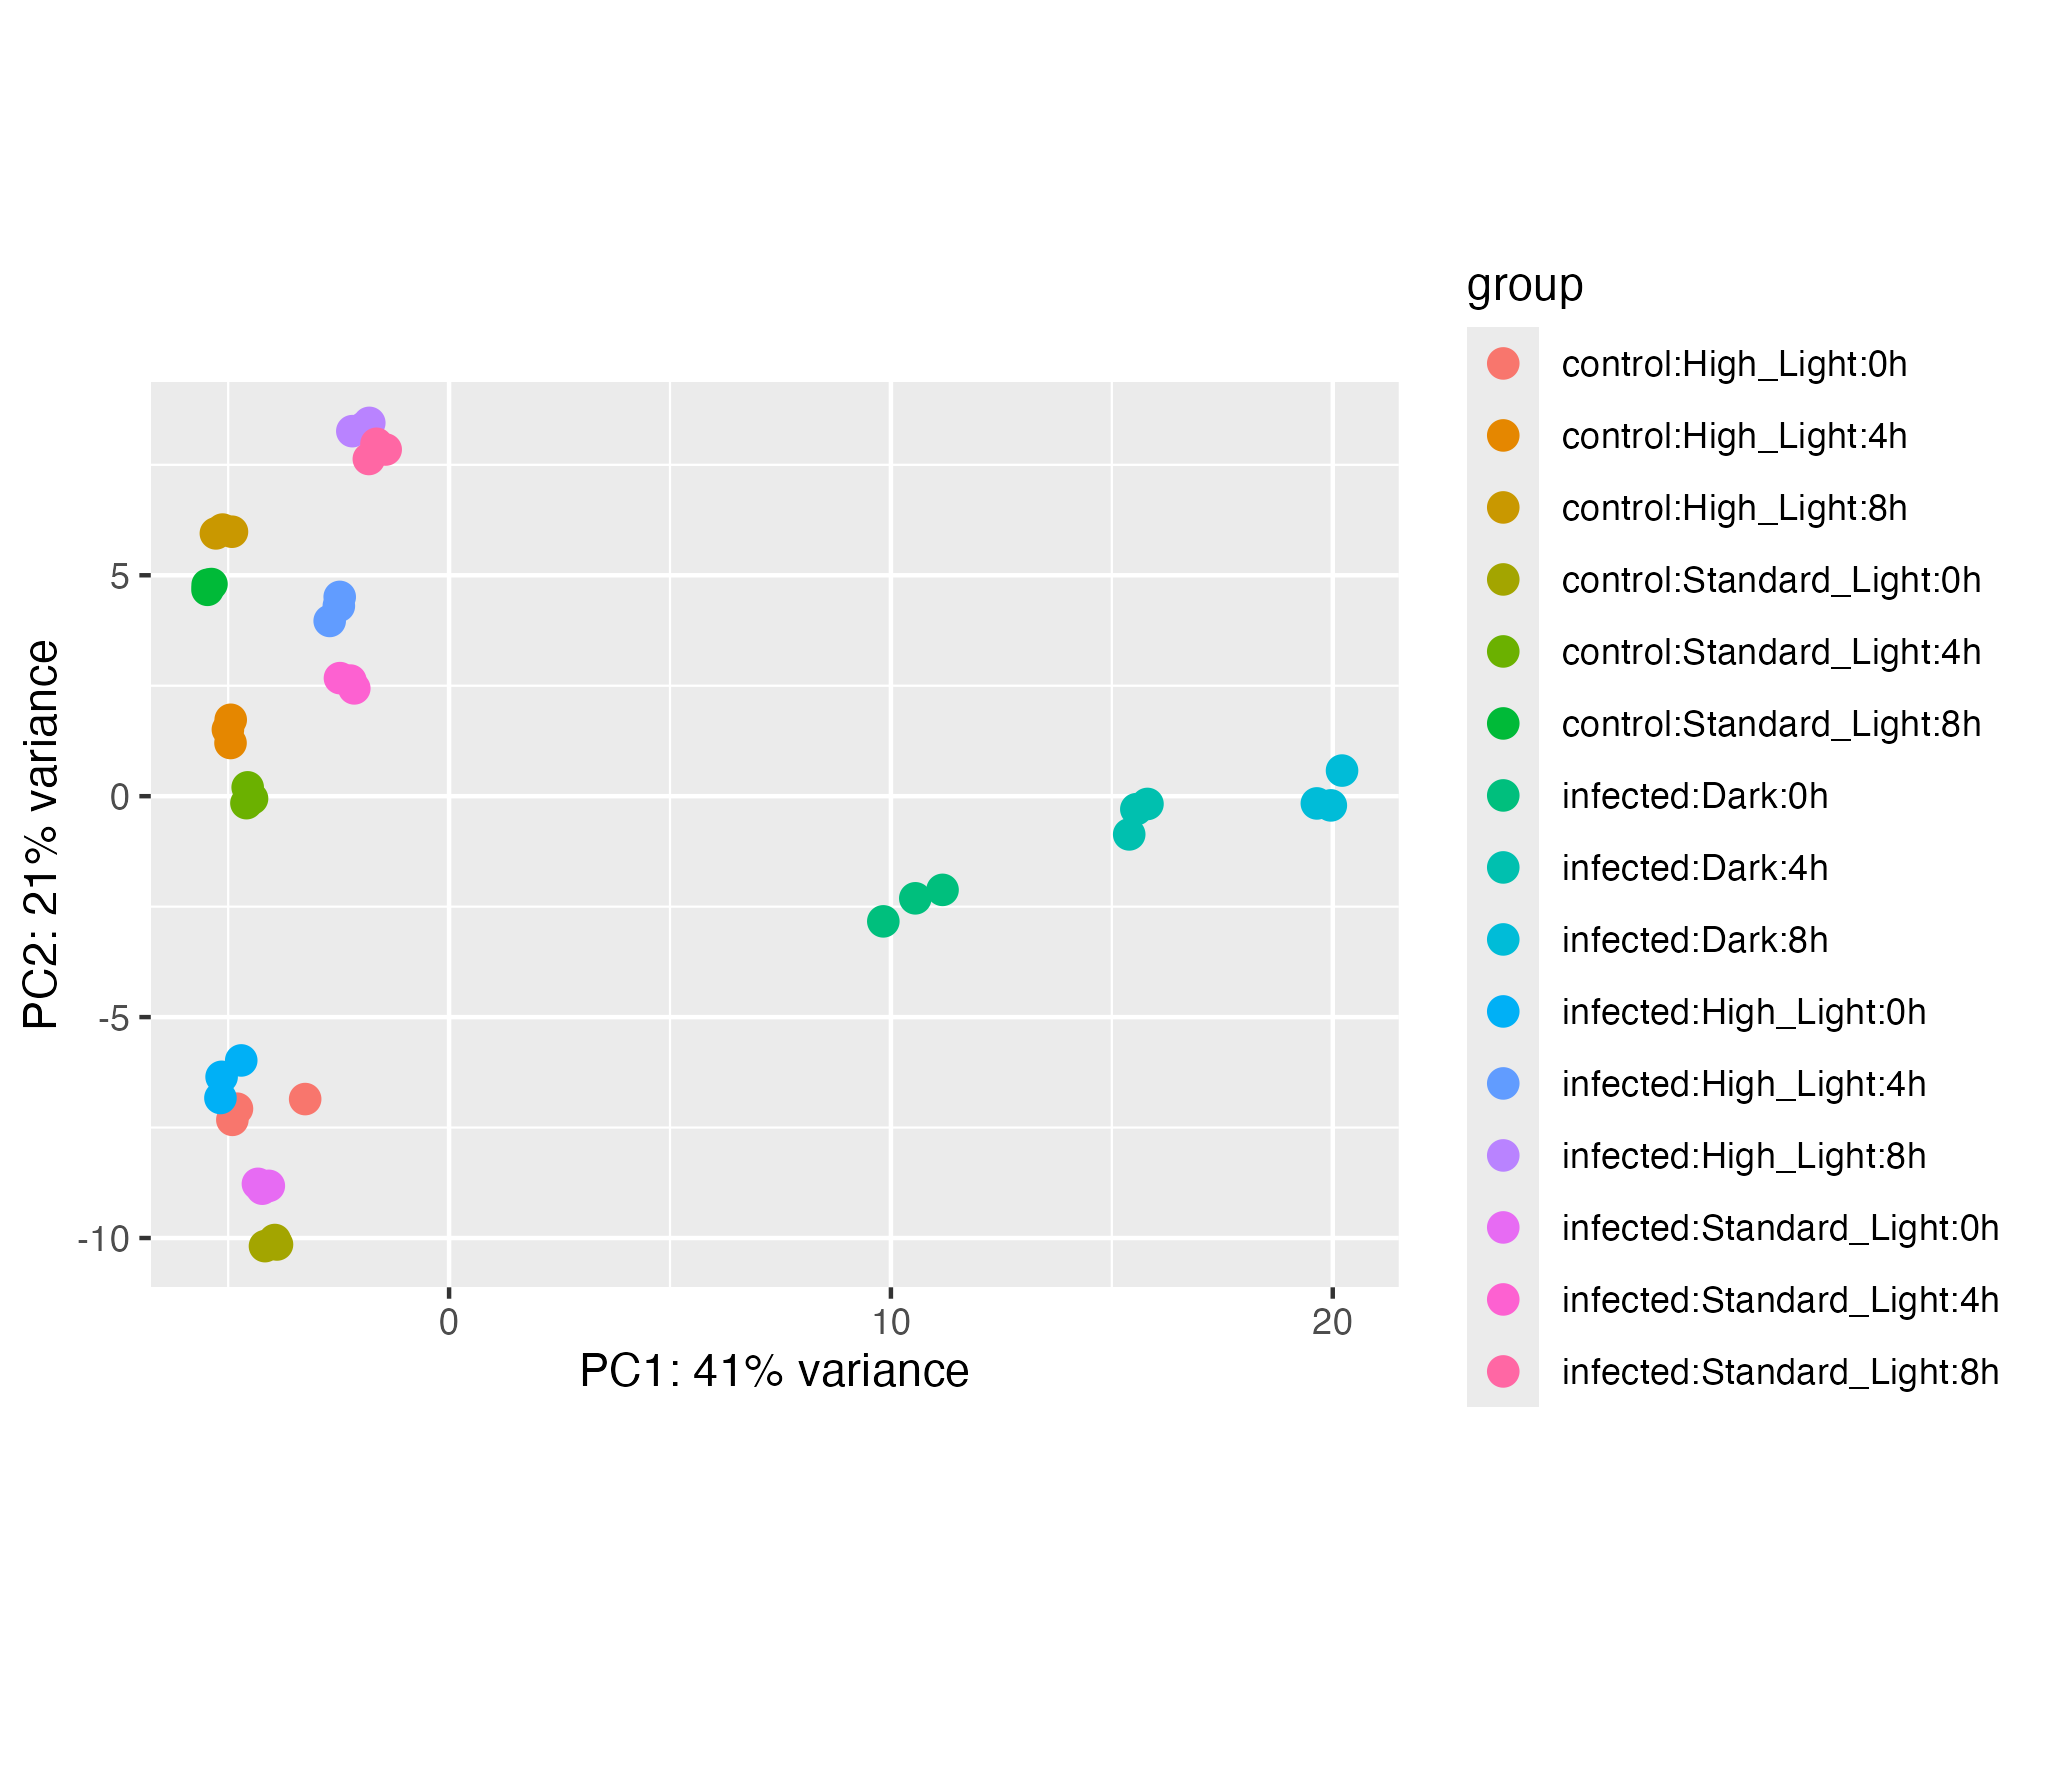 group
control:High_Light:0h
control:High_Light:4h
control:High_Light:8h
control:Standard_Light:0h
control:Standard_Light:4h
control:Standard_Light:8h
infected:Dark:0h
infected:Dark:4h
infected:Dark:8h
infected:High_Light:0h
infected:High_Light:4h
infected:High_Light:8h
infected:Standard_Light:0h
infected:Standard_Light:4h
infected:Standard_Light:8h
PC2: 21% variance
5
0
-5
-10
0
10
20
PC1: 41% variance